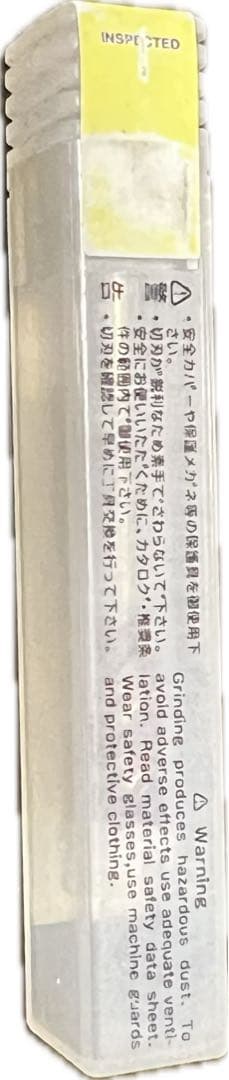 INSPECTED
⚠警告
・安全カバーや保護メガネ等の保護具を御使用下
さい。
・切刃が鋭利なため素手でさわらないで下さい。
・安全にお使いいただくために、カタログ・推奨条
件の範囲内で御使用下さい。
・切刃を確認して早めに工具交換を行って下さい。
⚠ Warning
Grinding produces hazardous dust. To
avoid adverse effects use adequate venti-
lation. Read material safety data sheet.
Wear safety glasses,use machine guards
and protective clothing.